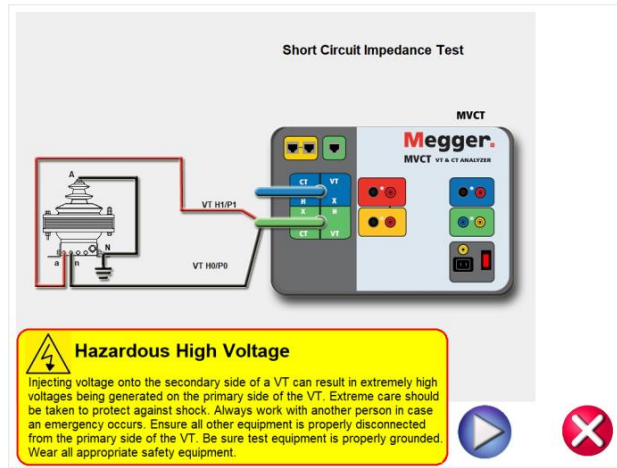 Short Circuit Impedance Test
MVCT
Megger.
MVCT VT & CT ANALYZER
A
VT H1/P1
CT VT
H X
X H
CT VT
N
a n
VT H0/P0
Hazardous High Voltage
Injecting voltage onto the secondary side of a VT can result in extremely high
voltages being generated on the primary side of the VT. Extreme care should
be taken to protect against shock. Always work with another person in case
an emergency occurs. Ensure all other equipment is properly disconnected
from the primary side of the VT. Be sure test equipment is properly grounded.
Wear all appropriate safety equipment.